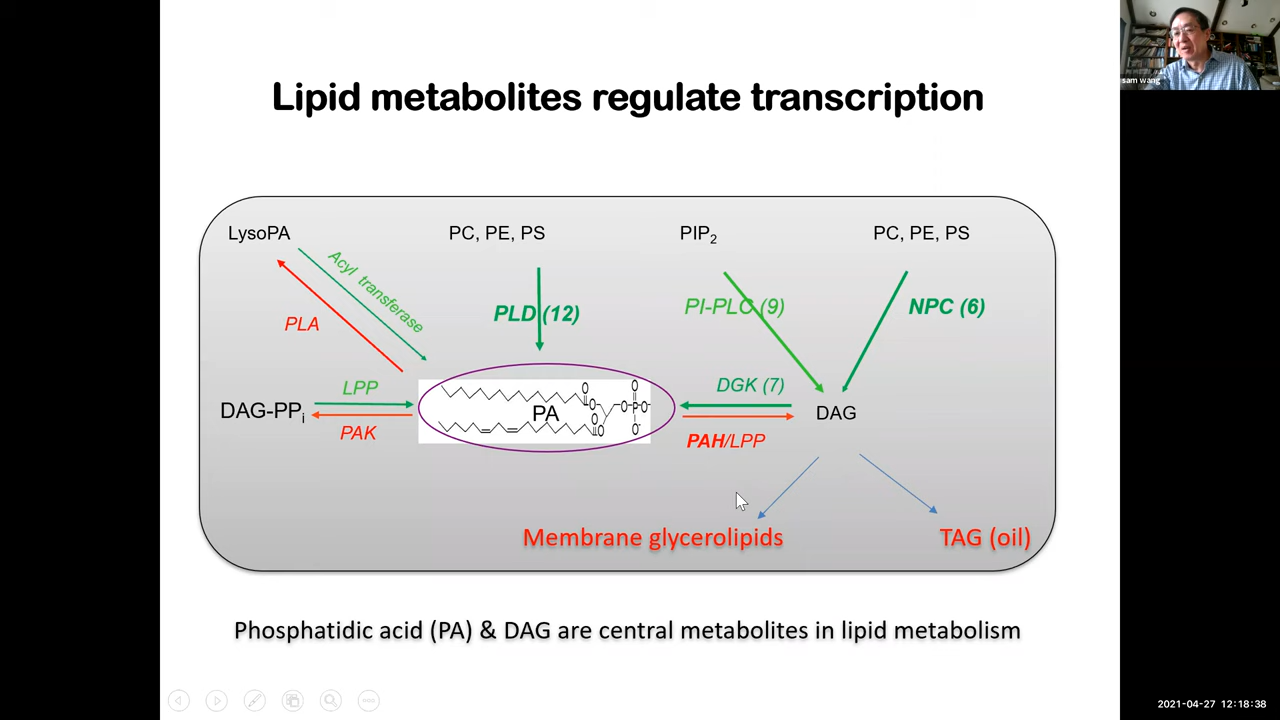 sam wang
Lipid metabolites regulate transcription
LysoPA
PC, PE, PS
PIP2
PC, PE, PS
Acyl transferase
PLA
PLD (12)
PI-PLC (9)
NPC (6)
LPP
DAG-PPi
PAK
PA
O
O
O
O
O
O
P
O-
O-
DGK (7)
PAH/LPP
DAG
Membrane glycerolipids
TAG (oil)
Phosphatidic acid (PA) & DAG are central metabolites in lipid metabolism
2021-04-27 12:18:38